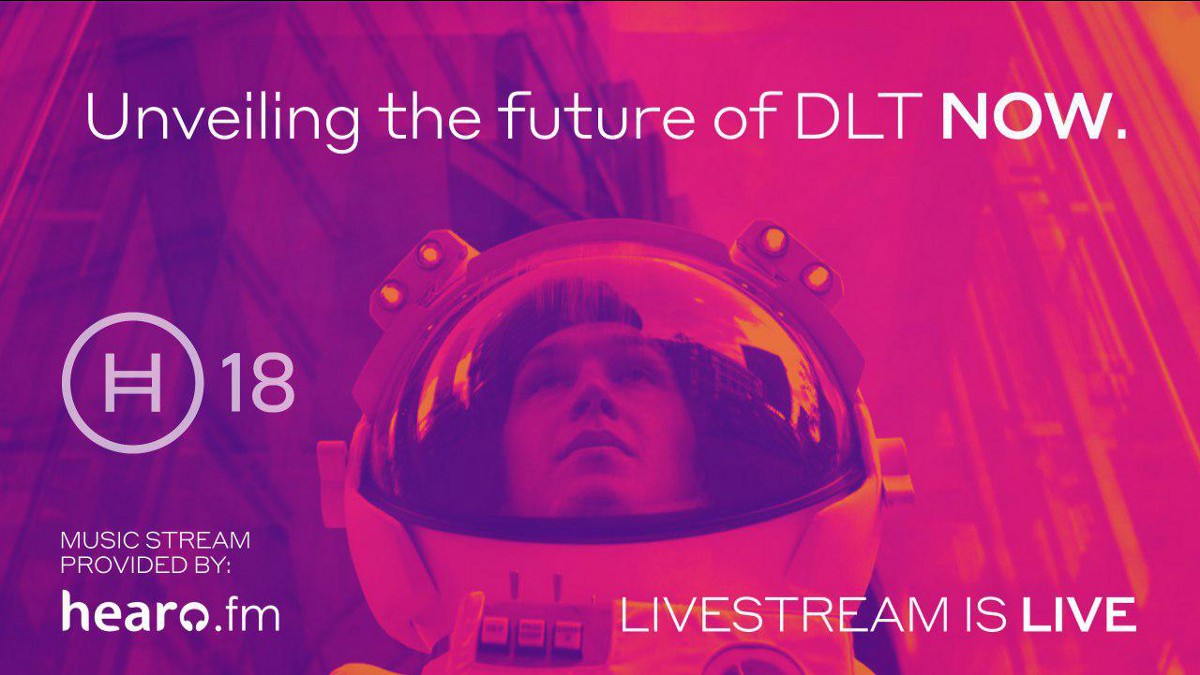 Unveiling the future of DLT NOW.
H 18
MUSIC STREAM
PROVIDED BY:
hearo.fm
LIVESTREAM IS LIVE